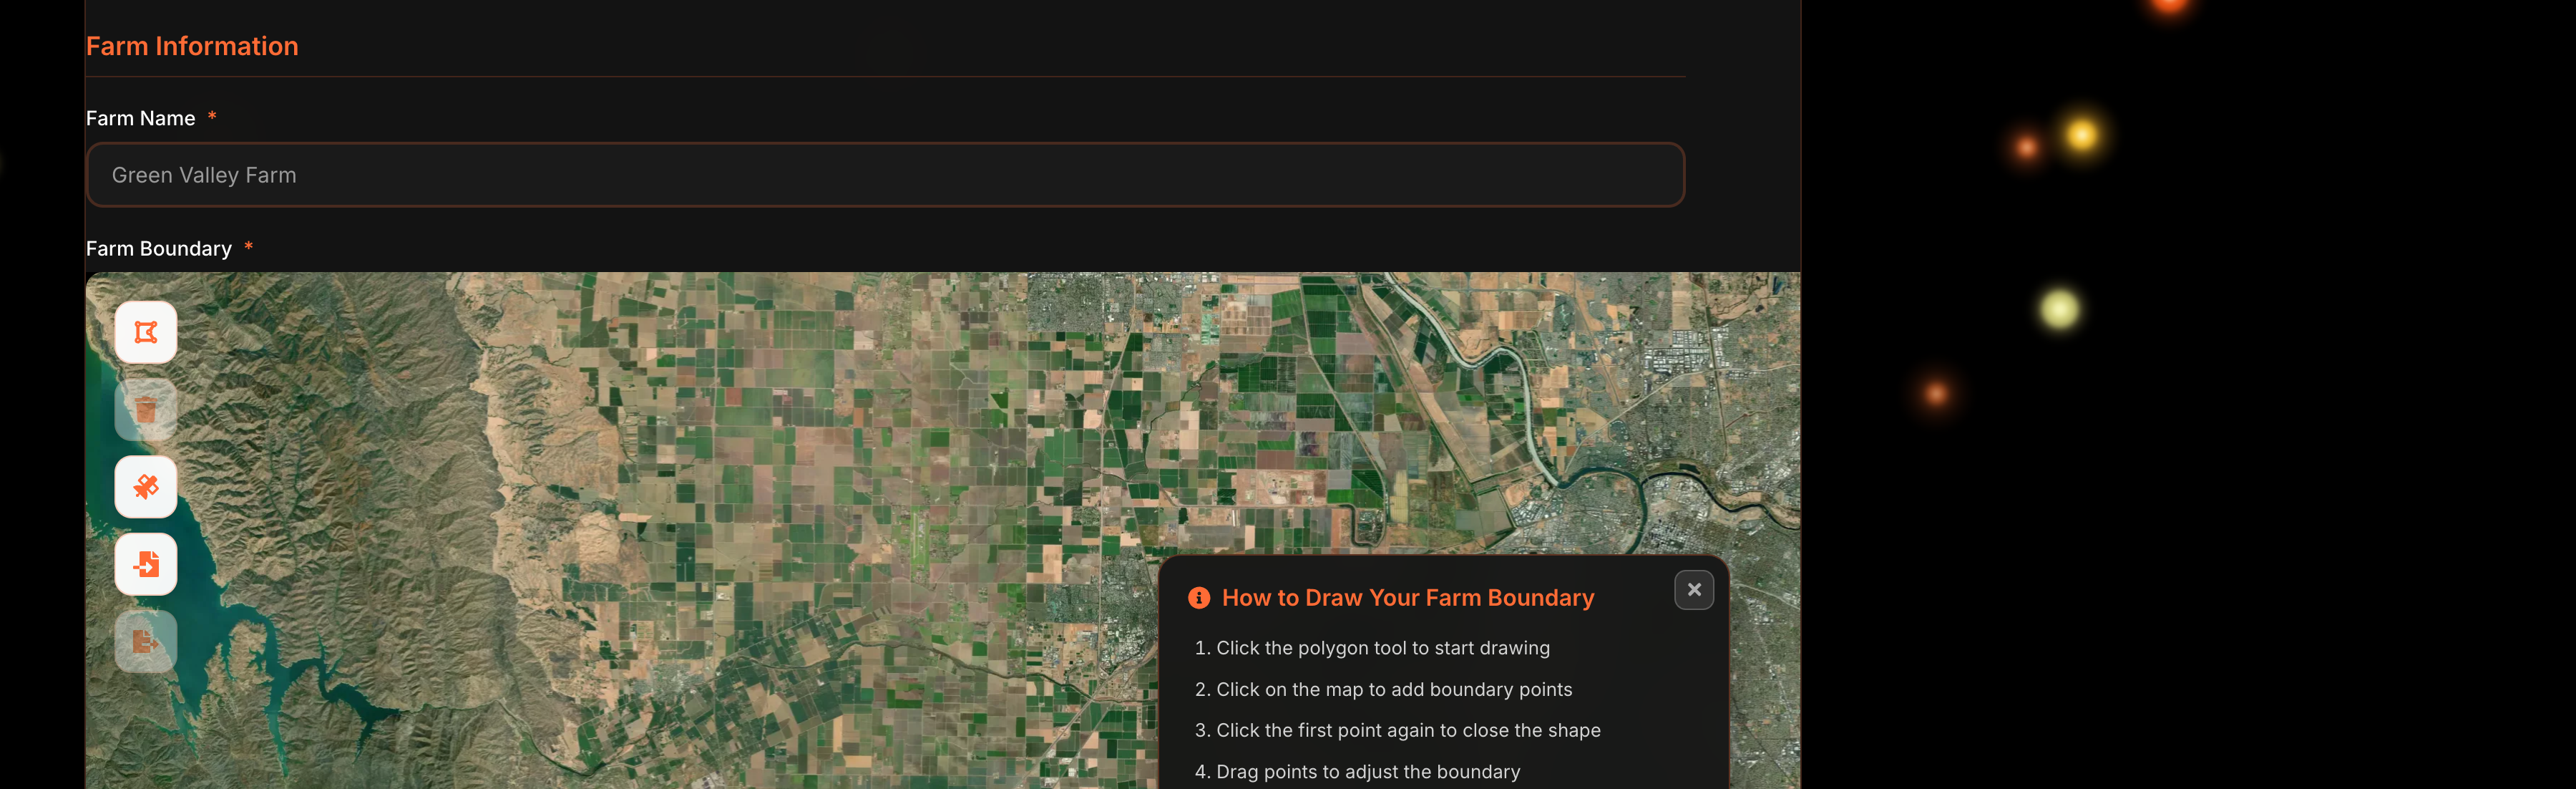 Farm Information
Farm Name *
Green Valley Farm
Farm Boundary *
How to Draw Your Farm Boundary
1. Click the polygon tool to start drawing
2. Click on the map to add boundary points
3. Click the first point again to close the shape
4. Drag points to adjust the boundary